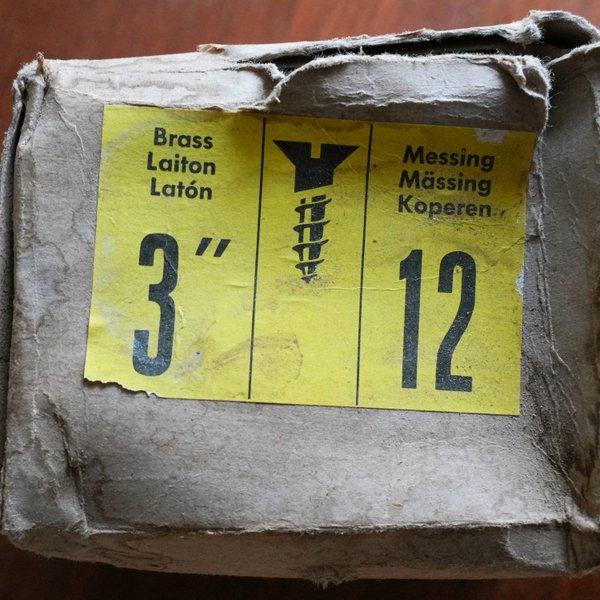 Brass
Laiton
Latón
3"
Messing
Mässing
Koperen
12